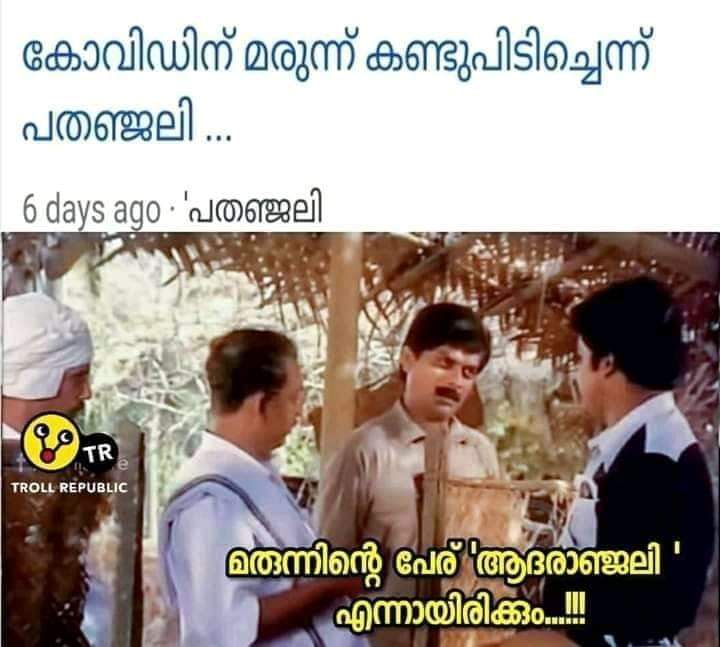 കോവിഡിന് മരുന്ന് കണ്ടുപിടിച്ചെന്ന്
പതഞ്ജലി ...
6 days ago · 'പതഞ്ജലി
TR
TROLL REPUBLIC
മരുന്നിന്റെ പേര് 'ആദരാഞ്ജലി '
എന്നായിരിക്കും...!!!